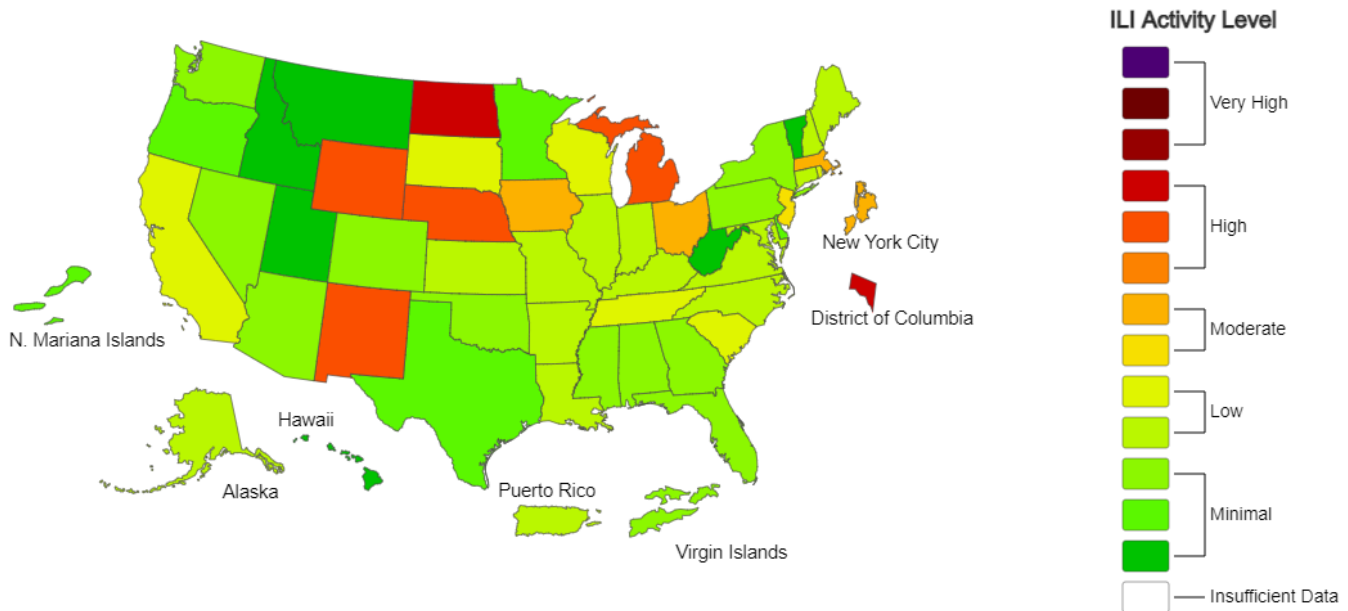 ILI Activity Level
Very High
High
Moderate
Low
Minimal
Insufficient Data
New York City
District of Columbia
N. Mariana Islands
Hawaii
Alaska
Puerto Rico
Virgin Islands